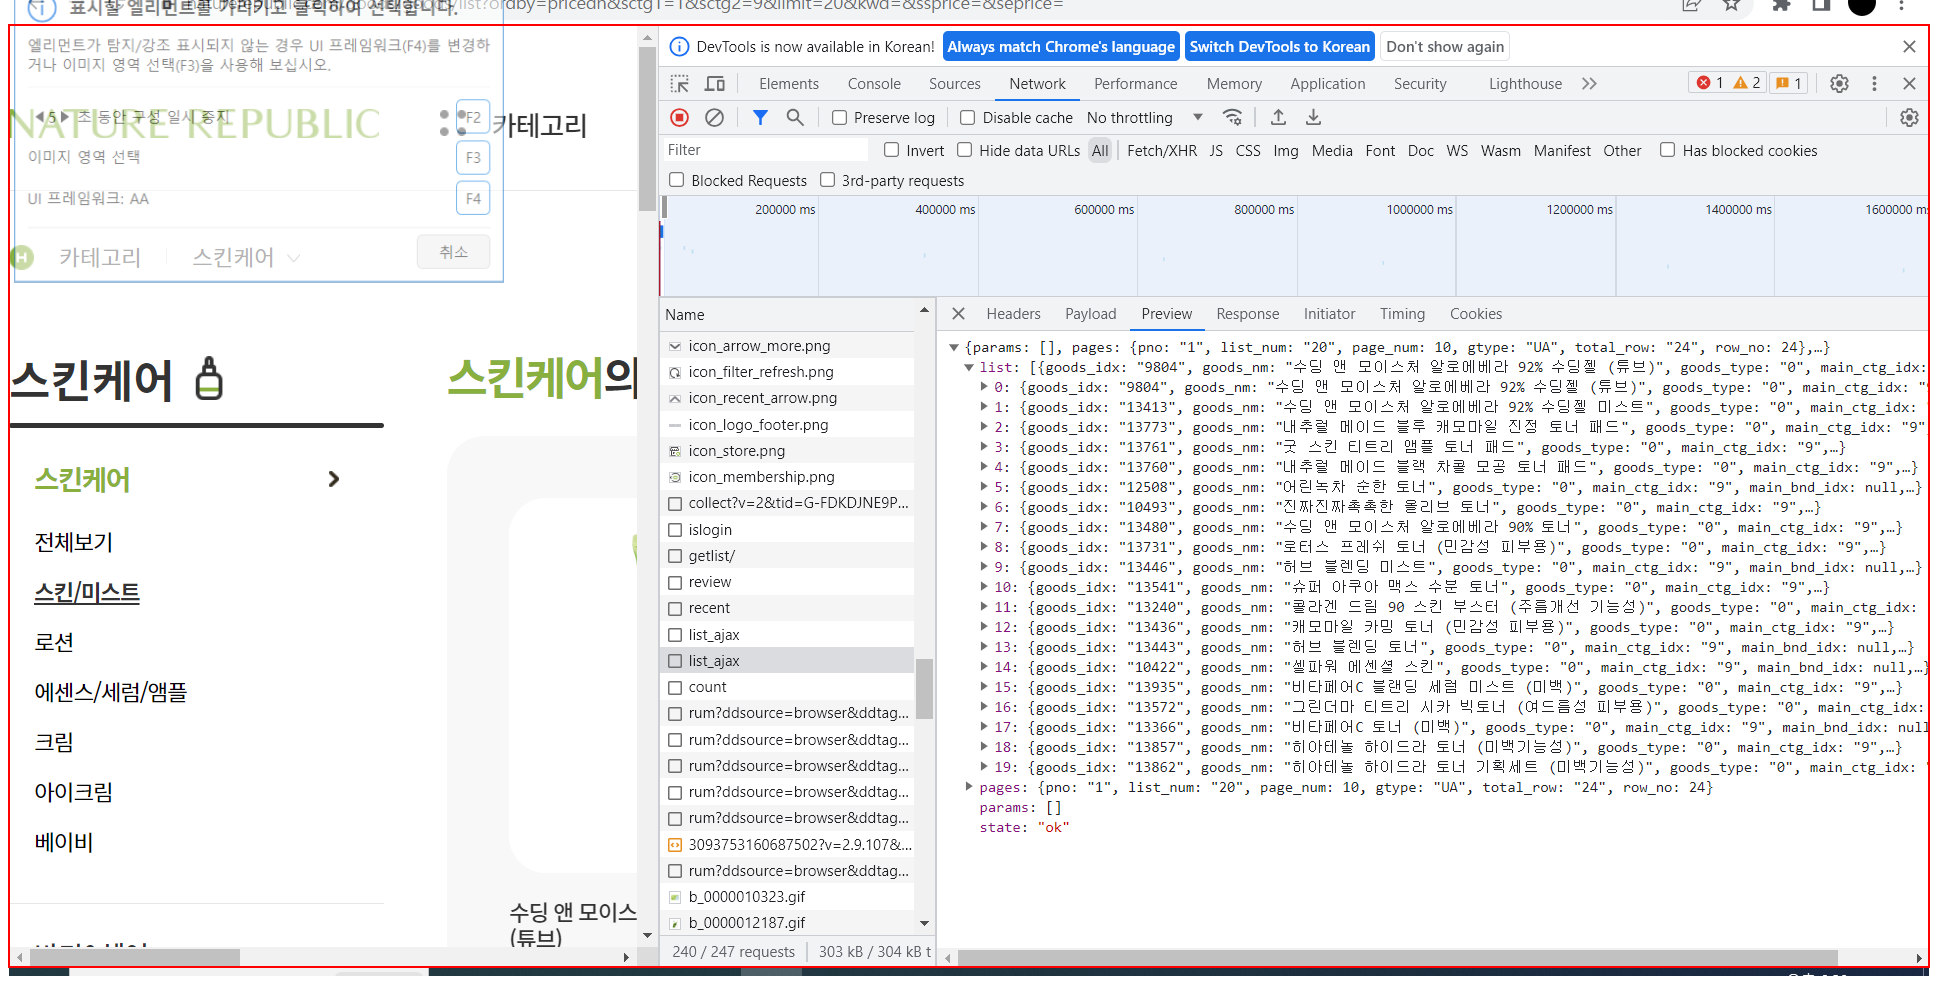 표시할 엘리먼트를 가리키고 클릭하여 선택합니다.
엘리먼트가 탐지/강조 표시되지 않는 경우 UI 프레임워크(F4)를 변경하
거나 이미지 영역 선택(F3)을 사용해 보십시오.
5 초 동안 구성 일시 중지
F2
이미지 영역 선택
F3
UI 프레임워크: AA
F4
취소
NATURE REPUBLIC
카테고리
H 카테고리 스킨케어
스킨케어
스킨케어의
스킨케어
전체보기
스킨/미스트
로션
에센스/세럼/앰플
크림
아이크림
베이비
수딩 앤 모이스
(튜브)
DevTools is now available in Korean! Always match Chrome's language Switch DevTools to Korean Don't show again
Elements Console Sources Network Performance Memory Application Security Lighthouse 1 2 1
Preserve log Disable cache No throttling
Filter Invert Hide data URLs All Fetch/XHR JS CSS Img Media Font Doc WS Wasm Manifest Other Has blocked cookies
Blocked Requests 3rd-party requests
200000 ms 400000 ms 600000 ms 800000 ms 1000000 ms 1200000 ms 1400000 ms 1600000 m
Name
icon_arrow_more.png
icon_filter_refresh.png
icon_recent_arrow.png
icon_logo_footer.png
icon_store.png
icon_membership.png
collect?v=2&tid=G-FDKDJNE9P...
islogin
getlist/
review
recent
list_ajax
list_ajax
count
rum?ddsource=browser&ddtag...
rum?ddsource=browser&ddtag...
rum?ddsource=browser&ddtag...
rum?ddsource=browser&ddtag...
rum?ddsource=browser&ddtag...
3093753160687502?v=2.9.107&...
rum?ddsource=browser&ddtag...
b_0000010323.gif
b_0000012187.gif
240 / 247 requests 303 kB / 304 kB t
Headers Payload Preview Response Initiator Timing Cookies
{params: [], pages: {pno: "1", list_num: "20", page_num: 10, gtype: "UA", total_row: "24", row_no: 24},…}
list: [{goods_idx: "9804", goods_nm: "수딩 앤 모이스처 알로에베라 92% 수딩젤 (튜브)", goods_type: "0", main_ctg_idx:
0: {goods_idx: "9804", goods_nm: "수딩 앤 모이스처 알로에베라 92% 수딩젤 (튜브)", goods_type: "0", main_ctg_idx:
1: {goods_idx: "13413", goods_nm: "수딩 앤 모이스처 알로에베라 92% 수딩젤 미스트", goods_type: "0", main_ctg_idx: "
2: {goods_idx: "13773", goods_nm: "내추럴 메이드 블루 캐모마일 진정 토너 패드", goods_type: "0", main_ctg_idx: "9"
3: {goods_idx: "13761", goods_nm: "굿 스킨 티트리 앰플 토너 패드", goods_type: "0", main_ctg_idx: "9",…}
4: {goods_idx: "13760", goods_nm: "내추럴 메이드 블랙 차콜 모공 토너 패드", goods_type: "0", main_ctg_idx: "9",…}
5: {goods_idx: "12508", goods_nm: "어린녹차 순한 토너", goods_type: "0", main_ctg_idx: "9", main_bnd_idx: null,…}
6: {goods_idx: "10493", goods_nm: "진짜진짜촉촉한 올리브 토너", goods_type: "0", main_ctg_idx: "9",…}
7: {goods_idx: "13480", goods_nm: "수딩 앤 모이스처 알로에베라 90% 토너", goods_type: "0", main_ctg_idx: "9",…}
8: {goods_idx: "13731", goods_nm: "로터스 프레쉬 토너 (민감성 피부용)", goods_type: "0", main_ctg_idx: "9",…}
9: {goods_idx: "13446", goods_nm: "허브 블렌딩 미스트", goods_type: "0", main_ctg_idx: "9", main_bnd_idx: null,…}
10: {goods_idx: "13541", goods_nm: "슈퍼 아쿠아 맥스 수분 토너", goods_type: "0", main_ctg_idx: "9",…}
11: {goods_idx: "13240", goods_nm: "콜라겐 드림 90 스킨 부스터 (주름개선 기능성)", goods_type: "0", main_ctg_idx:
12: {goods_idx: "13436", goods_nm: "캐모마일 카밍 토너 (민감성 피부용)", goods_type: "0", main_ctg_idx: "9",…}
13: {goods_idx: "13443", goods_nm: "허브 블렌딩 토너", goods_type: "0", main_ctg_idx: "9", main_bnd_idx: null,…}
14: {goods_idx: "10422", goods_nm: "셀파워 에센셜 스킨", goods_type: "0", main_ctg_idx: "9", main_bnd_idx: null,…}
15: {goods_idx: "13935", goods_nm: "비타페어C 블랜딩 세럼 미스트 (미백)", goods_type: "0", main_ctg_idx: "9",…}
16: {goods_idx: "13572", goods_nm: "그린더마 티트리 시카 빅토너 (여드름성 피부용)", goods_type: "0", main_ctg_idx:
17: {goods_idx: "13366", goods_nm: "비타페어C 토너 (미백)", goods_type: "0", main_ctg_idx: "9", main_bnd_idx: null
18: {goods_idx: "13857", goods_nm: "히아테놀 하이드라 토너 (미백기능성)", goods_type: "0", main_ctg_idx: "9",…}
19: {goods_idx: "13862", goods_nm: "히아테놀 하이드라 토너 기획세트 (미백기능성)", goods_type: "0", main_ctg_idx:
pages: {pno: "1", list_num: "20", page_num: 10, gtype: "UA", total_row: "24", row_no: 24}
params: []
state: "ok"